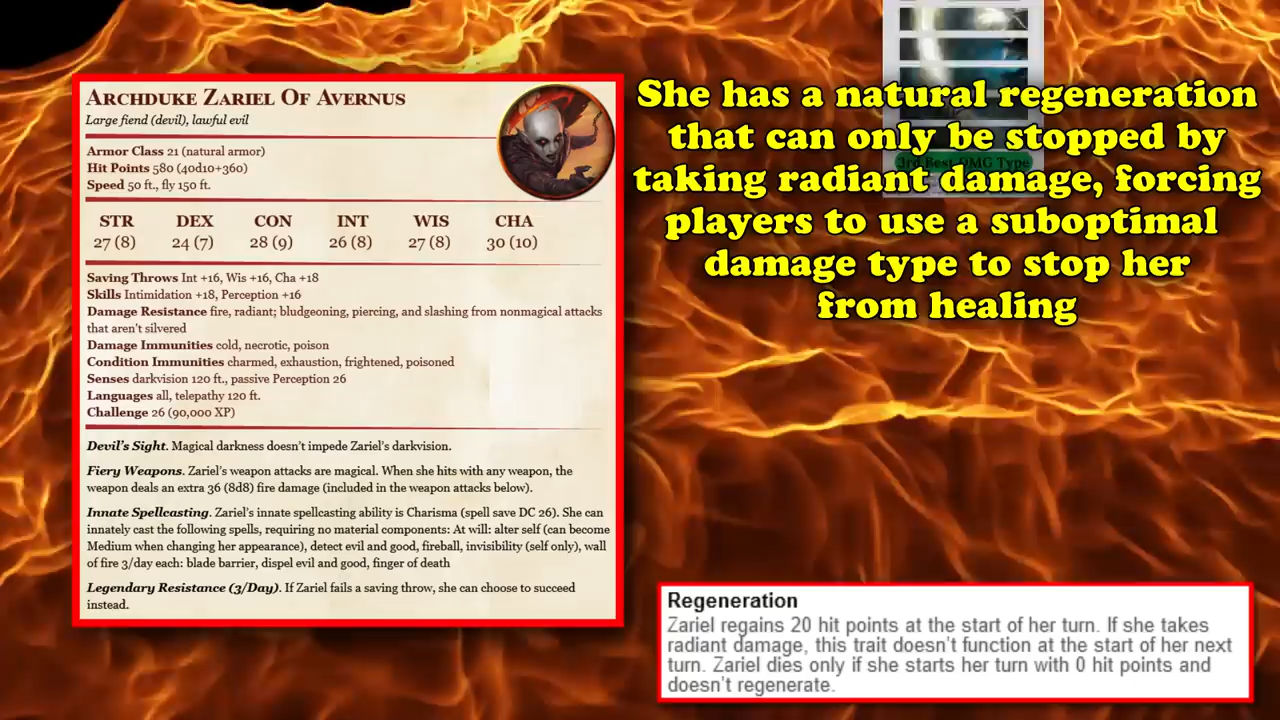 ARCHDUKE ZARIEL OF AVERNUS
Large fiend (devil), lawful evil
Armor Class 21 (natural armor)
Hit Points 580 (40d10+360)
Speed 50 ft., fly 150 ft.
STR DEX CON INT WIS CHA
27 (8) 24 (7) 28 (9) 26 (8) 27 (8) 30 (10)
Saving Throws Int +16, Wis +16, Cha +18
Skills Intimidation +18, Perception +16
Damage Resistance fire, radiant; bludgeoning, piercing, and slashing from nonmagical attacks
that aren't silvered
Damage Immunities cold, necrotic, poison
Condition Immunities charmed, exhaustion, frightened, poisoned
Senses darkvision 120 ft., passive Perception 26
Languages all, telepathy 120 ft.
Challenge 26 (90,000 XP)
Devil's Sight. Magical darkness doesn't impede Zariel's darkvision.
Fiery Weapons. Zariel's weapon attacks are magical. When she hits with any weapon, the
weapon deals an extra 36 (8d8) fire damage (included in the weapon attacks below).
Innate Spellcasting. Zariel's innate spellcasting ability is Charisma (spell save DC 26). She can
innately cast the following spells, requiring no material components: At will: alter self (can become
Medium when changing her appearance), detect evil and good, fireball, invisibility (self only), wall
of fire 3/day each: blade barrier, dispel evil and good, finger of death
Legendary Resistance (3/Day). If Zariel fails a saving throw, she can choose to succeed
instead.
She has a natural regeneration
that can only be stopped by
3rd Best DMG Type
taking radiant damage, forcing
players to use a suboptimal
damage type to stop her
from healing
Regeneration
Zariel regains 20 hit points at the start of her turn. If she takes
radiant damage, this trait doesn't function at the start of her next
turn. Zariel dies only if she starts her turn with 0 hit points and
doesn't regenerate.